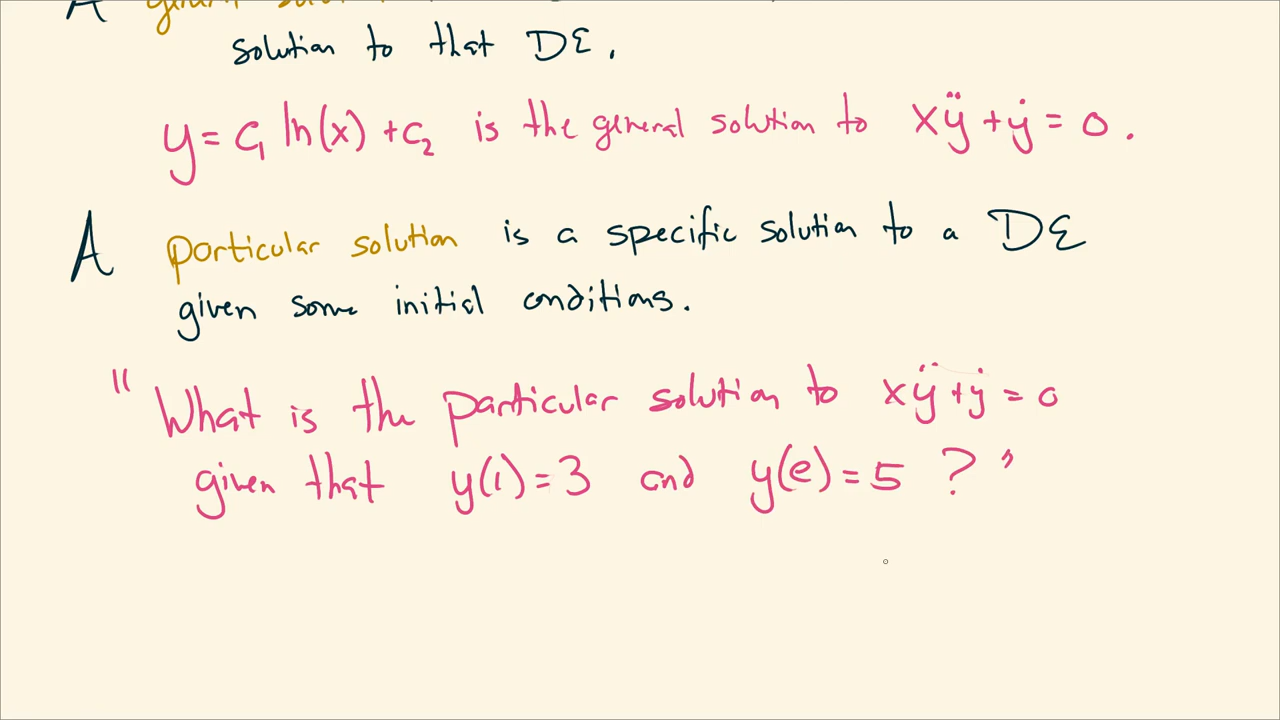 A general
solution to that DE.
y = c₁ ln(x) + c₂ is the general solution to xÿ + ẏ = 0.
A particular solution is a specific solution to a DE
given some initial conditions.
"What is the particular solution to xÿ + ẏ = 0
given that y(1) = 3 and y(e) = 5 ?"